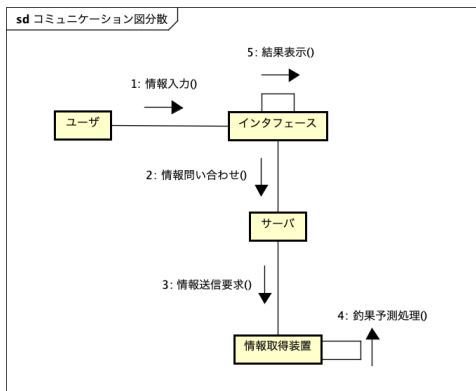 sd コミュニケーション図分散
5: 結果表示()
1: 情報入力()
ユーザ
インタフェース
2: 情報問い合わせ()
サーバ
3: 情報送信要求()
4: 釣果予測処理()
情報取得装置